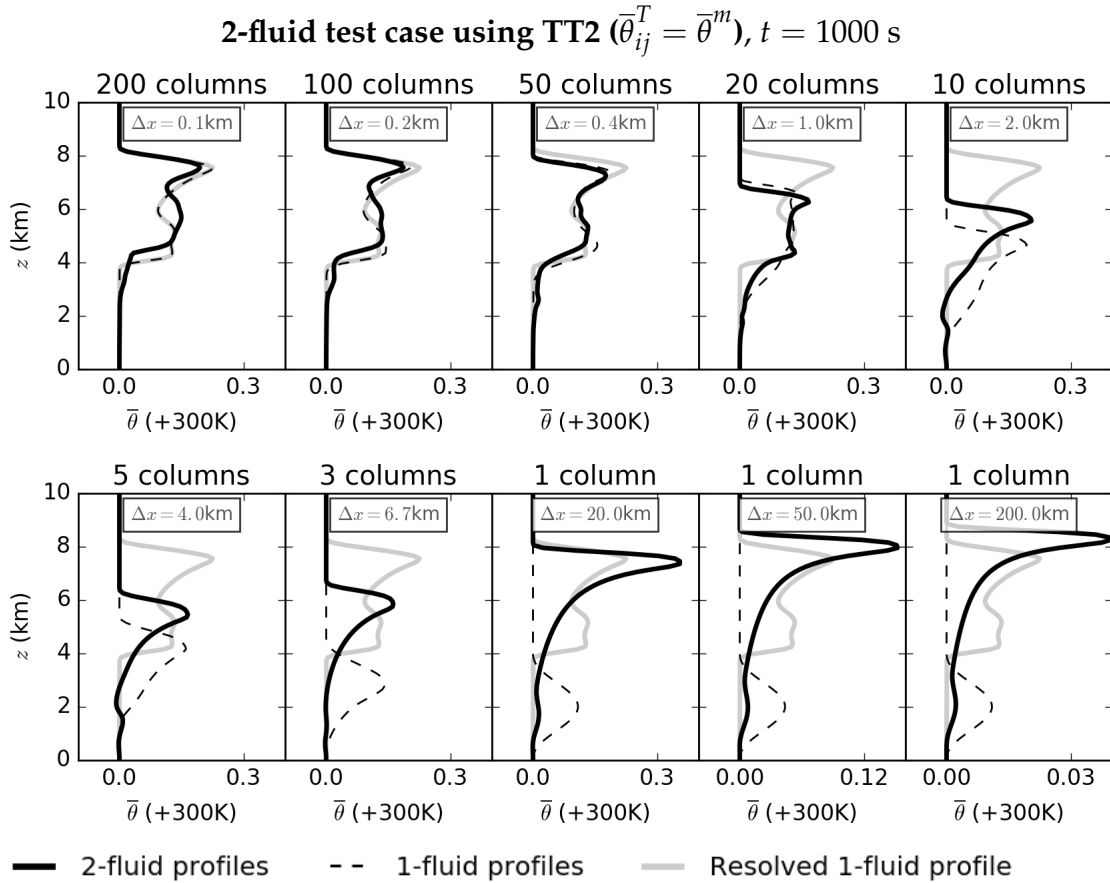 2-fluid test case using TT2 (θ̅ᵀᵢⱼ = θ̅ᵐ), t = 1000 s
200 columns 100 columns 50 columns 20 columns 10 columns
Δx = 0.1km Δx = 0.2km Δx = 0.4km Δx = 1.0km Δx = 2.0km
10
8
6
4
2
0
z (km)
0.0 0.3 0.0 0.3 0.0 0.3 0.0 0.3 0.0 0.3
θ̅ (+300K) θ̅ (+300K) θ̅ (+300K) θ̅ (+300K) θ̅ (+300K)
5 columns 3 columns 1 column 1 column 1 column
Δx = 4.0km Δx = 6.7km Δx = 20.0km Δx = 50.0km Δx = 200.0km
10
8
6
4
2
0
z (km)
0.0 0.3 0.0 0.3 0.0 0.3 0.00 0.12 0.00 0.03
θ̅ (+300K) θ̅ (+300K) θ̅ (+300K) θ̅ (+300K) θ̅ (+300K)
2-fluid profiles 1-fluid profiles Resolved 1-fluid profile